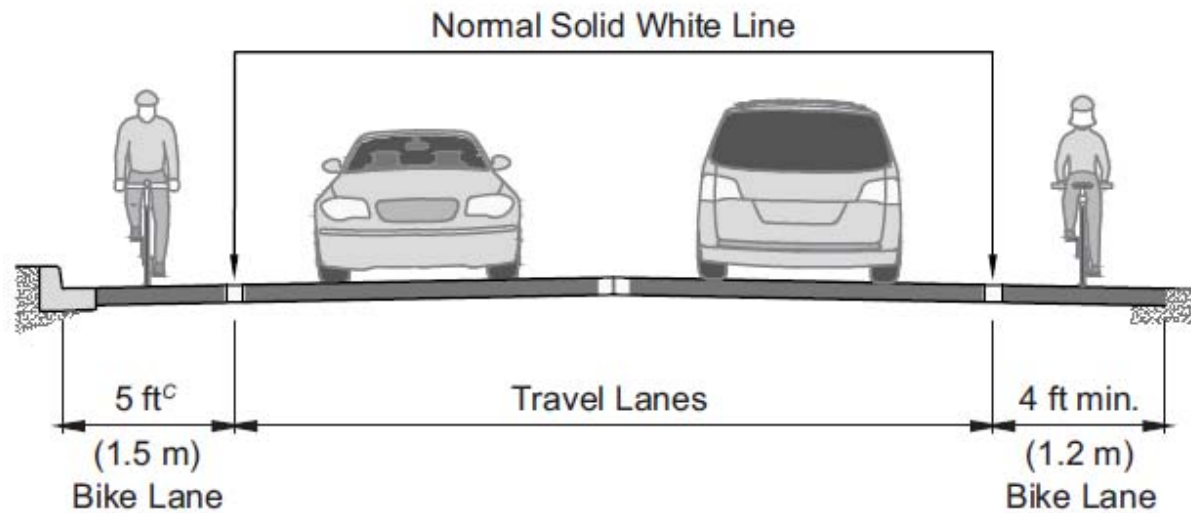 Normal Solid White Line
5 ftC
(1.5 m)
Bike Lane
Travel Lanes
4 ft min.
(1.2 m)
Bike Lane